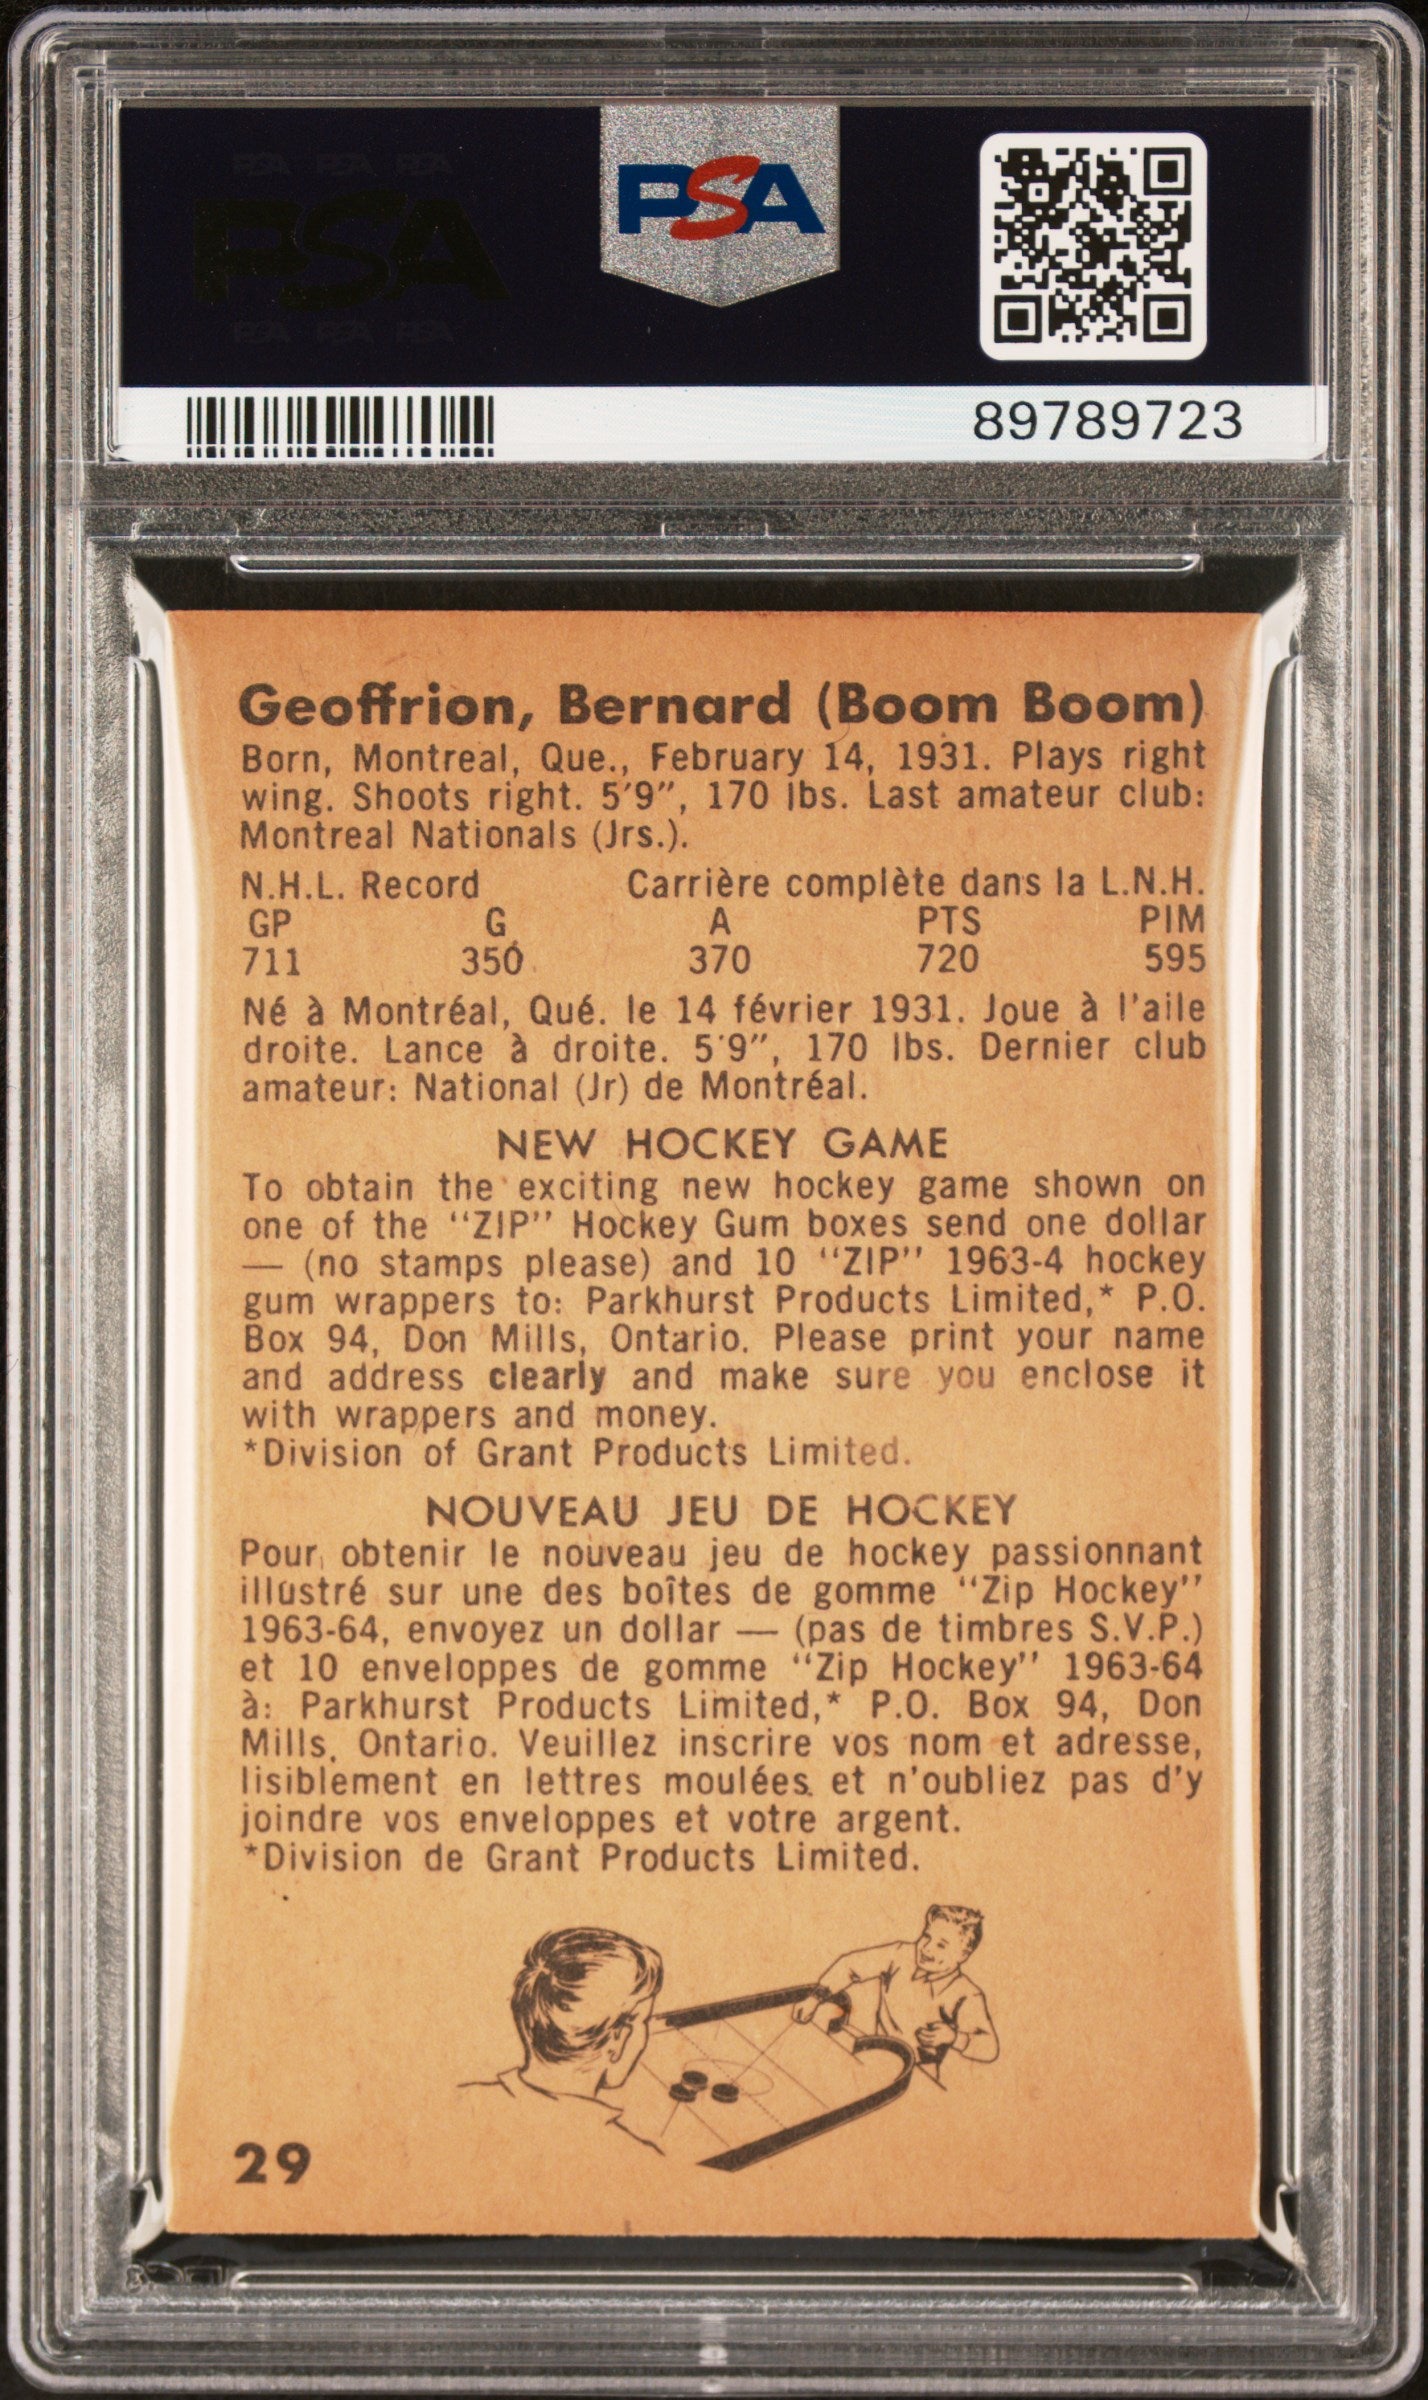 PSA PSA PSA
PSA
PSA PSA PSA
PSA
89789723
Geoffrion, Bernard (Boom Boom)
Born, Montreal, Que., February 14, 1931. Plays right
wing. Shoots right. 5'9", 170 lbs. Last amateur club:
Montreal Nationals (Jrs.).
N.H.L. Record Carrière complète dans la L.N.H.
GP G A PTS PIM
711 350 370 720 595
Né à Montréal, Qué. le 14 février 1931. Joue à l'aile
droite. Lance à droite. 5'9", 170 lbs. Dernier club
amateur: National (Jr) de Montréal.
NEW HOCKEY GAME
To obtain the exciting new hockey game shown on
one of the "ZIP" Hockey Gum boxes send one dollar
— (no stamps please) and 10 "ZIP" 1963-4 hockey
gum wrappers to: Parkhurst Products Limited,* P.O.
Box 94, Don Mills, Ontario. Please print your name
and address clearly and make sure you enclose it
with wrappers and money.
*Division of Grant Products Limited.
NOUVEAU JEU DE HOCKEY
Pour obtenir le nouveau jeu de hockey passionnant
illustré sur une des boîtes de gomme "Zip Hockey"
1963-64, envoyez un dollar — (pas de timbres S.V.P.)
et 10 enveloppes de gomme "Zip Hockey" 1963-64
à: Parkhurst Products Limited,* P.O. Box 94, Don
Mills, Ontario. Veuillez inscrire vos nom et adresse,
lisiblement en lettres moulées et n'oubliez pas d'y
joindre vos enveloppes et votre argent.
*Division de Grant Products Limited.
29